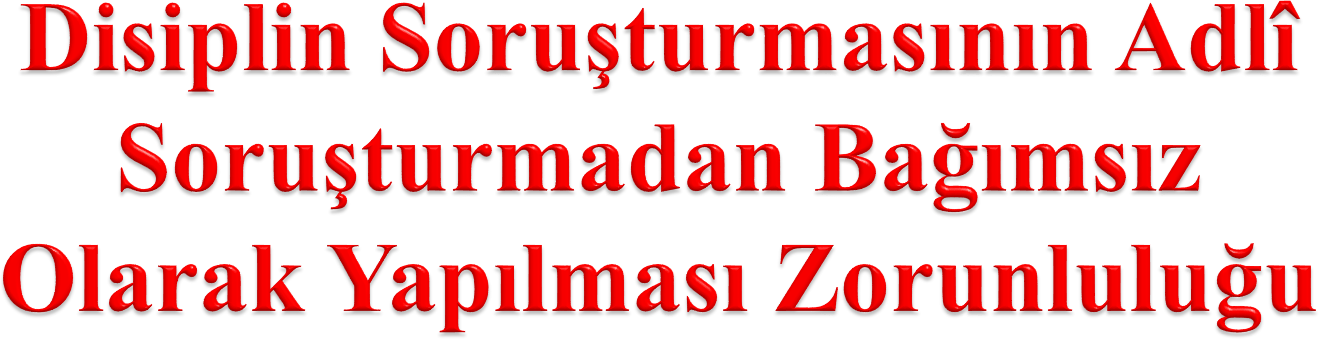 Disiplin Soruşturmasının Adlî
Soruşturmadan Bağımsız
Olarak Yapılması Zorunluluğu